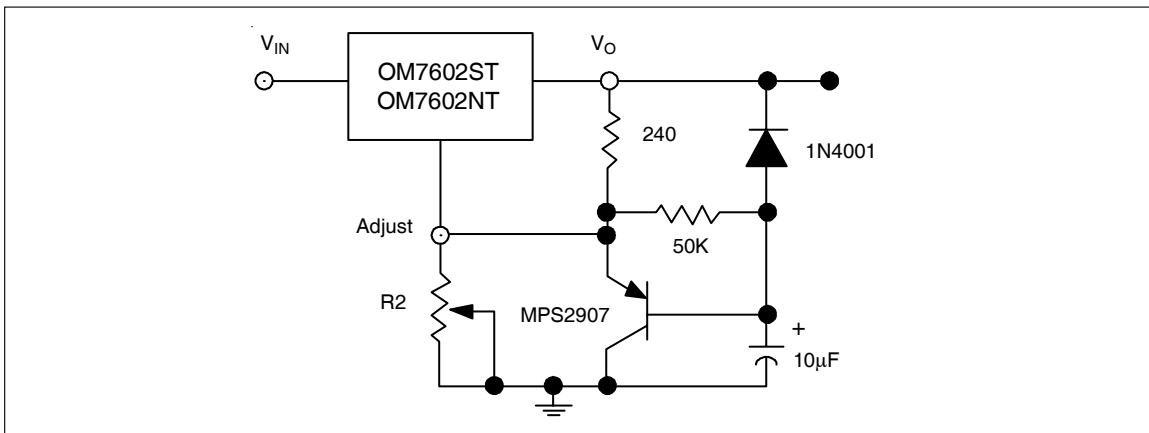 V_IN
V_O
OM7602ST
OM7602NT
240
1N4001
Adjust
50K
R2
MPS2907
+
10µF